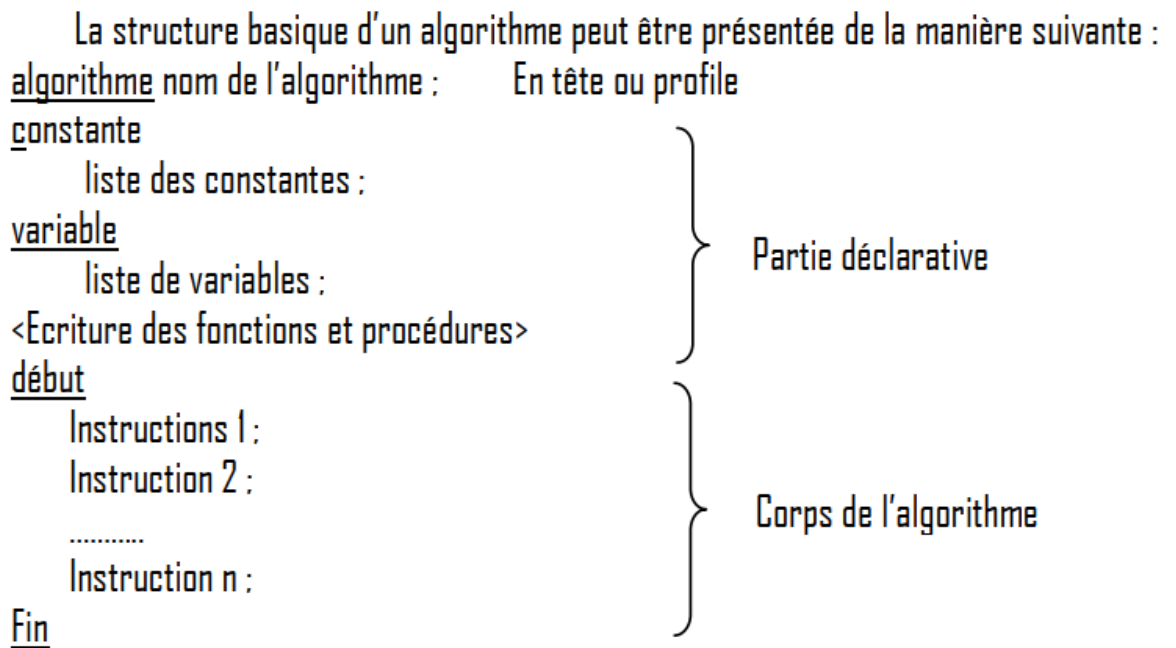 La structure basique d'un algorithme peut être présentée de la manière suivante :
algorithme nom de l'algorithme ; En tête ou profile
constante
liste des constantes ;
variable
liste de variables ;
Partie déclarative
<Ecriture des fonctions et procédures>
début
Instructions 1 ;
Instruction 2 ;
...........
Corps de l'algorithme
Instruction n ;
Fin